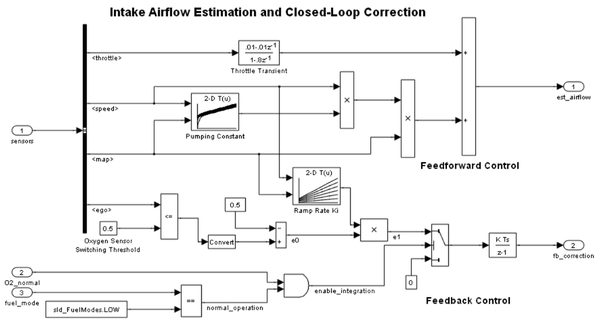 Intake Airflow Estimation and Closed-Loop Correction
<throttle>
.01-.01z-1
1-.8z-1
Throttle Transient
1
est_airflow
<speed>
2-D T(u)
Pumping Constant
×
×
1
sensors
<map>
Feedforward Control
2-D T(u)
Ramp Rate Ki
<ego>
<=
0.5
0.5
Oxygen Sensor
Switching Threshold
Convert
e0
×
e1
K Ts
z-1
2
fb_correction
2
O2_normal
3
fuel_mode
==
normal_operation
enable_integration
0
sld_FuelModes.LOW
Feedback Control